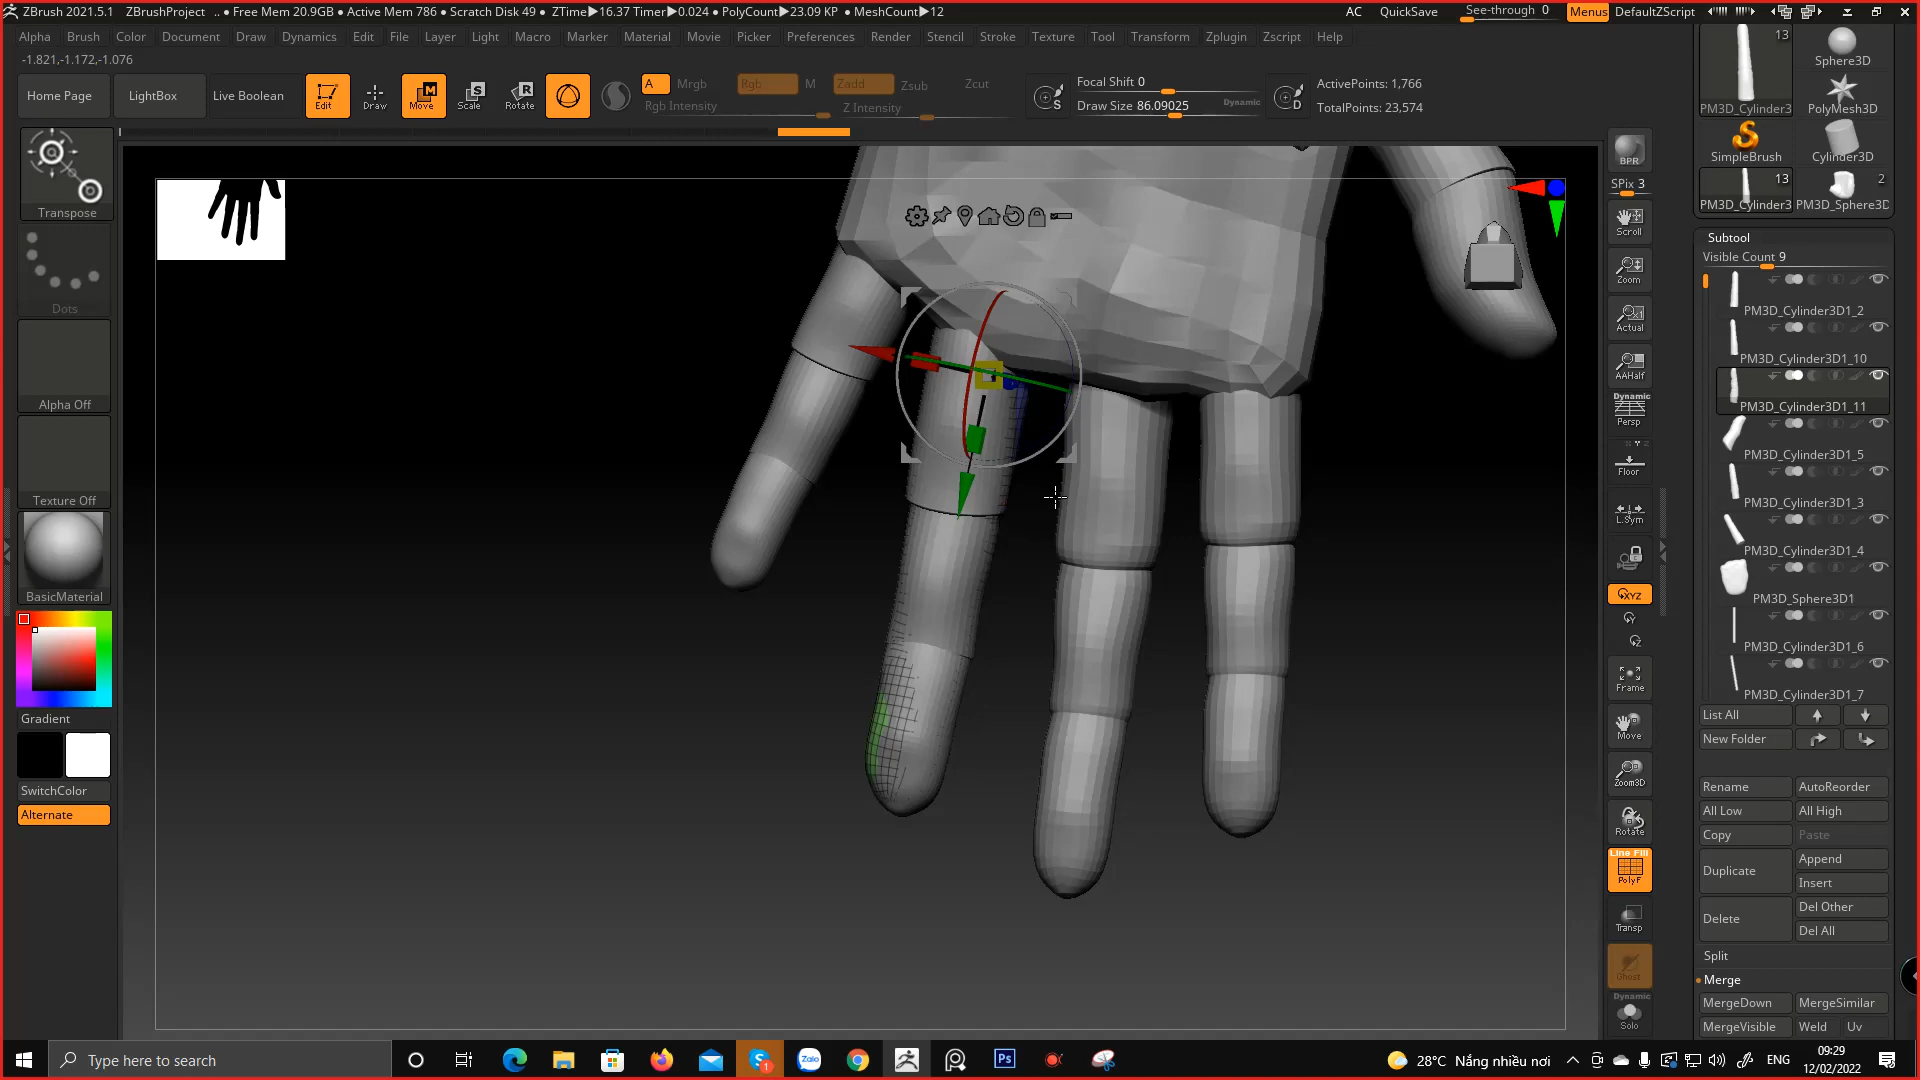 ZBrush 2021.5.1 ZBrushProject .. • Free Mem 20.9GB • Active Mem 786 • Scratch Disk 49 • ZTime▶16.37 Timer▶0.024 • PolyCount▶23.09 KP • MeshCount▶12 AC QuickSave See-through 0 Menus DefaultZScript
Alpha Brush Color Document Draw Dynamics Edit File Layer Light Macro Marker Material Movie Picker Preferences Render Stencil Stroke Texture Tool Transform Zplugin Zscript Help
-1.821,-1.172,-1.076
Home Page LightBox Live Boolean Edit Draw Move Scale Rotate A Mrgb Rgb M Zadd Zsub Zcut
Rgb Intensity Z Intensity
S Focal Shift 0
Draw Size 86.09025 Dynamic D
ActivePoints: 1,766
TotalPoints: 23,574
Transpose
Dots
Alpha Off
Texture Off
BasicMaterial
Gradient
SwitchColor
Alternate
BPR
SPix 3
Scroll
Zoom
Actual
AAHalf
Dynamic
Persp
Floor
L.Sym
XYZ
Y
Z
Frame
Move
Zoom3D
Rotate
Line Fill
PolyF
Transp
Ghost
Dynamic
Solo
13
PM3D_Cylinder3
Sphere3D
PolyMesh3D
SimpleBrush Cylinder3D
13 2
PM3D_Cylinder3 PM3D_Sphere3D
Subtool
Visible Count 9
PM3D_Cylinder3D1_2
PM3D_Cylinder3D1_10
PM3D_Cylinder3D1_11
PM3D_Cylinder3D1_5
PM3D_Cylinder3D1_3
PM3D_Cylinder3D1_4
PM3D_Sphere3D1
PM3D_Cylinder3D1_6
PM3D_Cylinder3D1_7
List All
New Folder
Rename AutoReorder
All Low All High
Copy Paste
Duplicate Append
Insert
Delete Del Other
Del All
Split
Merge
MergeDown MergeSimilar
MergeVisible Weld Uv
Type here to search
1
Zalo
Ps
28°C Nắng nhiều nơi
ENG
09:29
12/02/2022